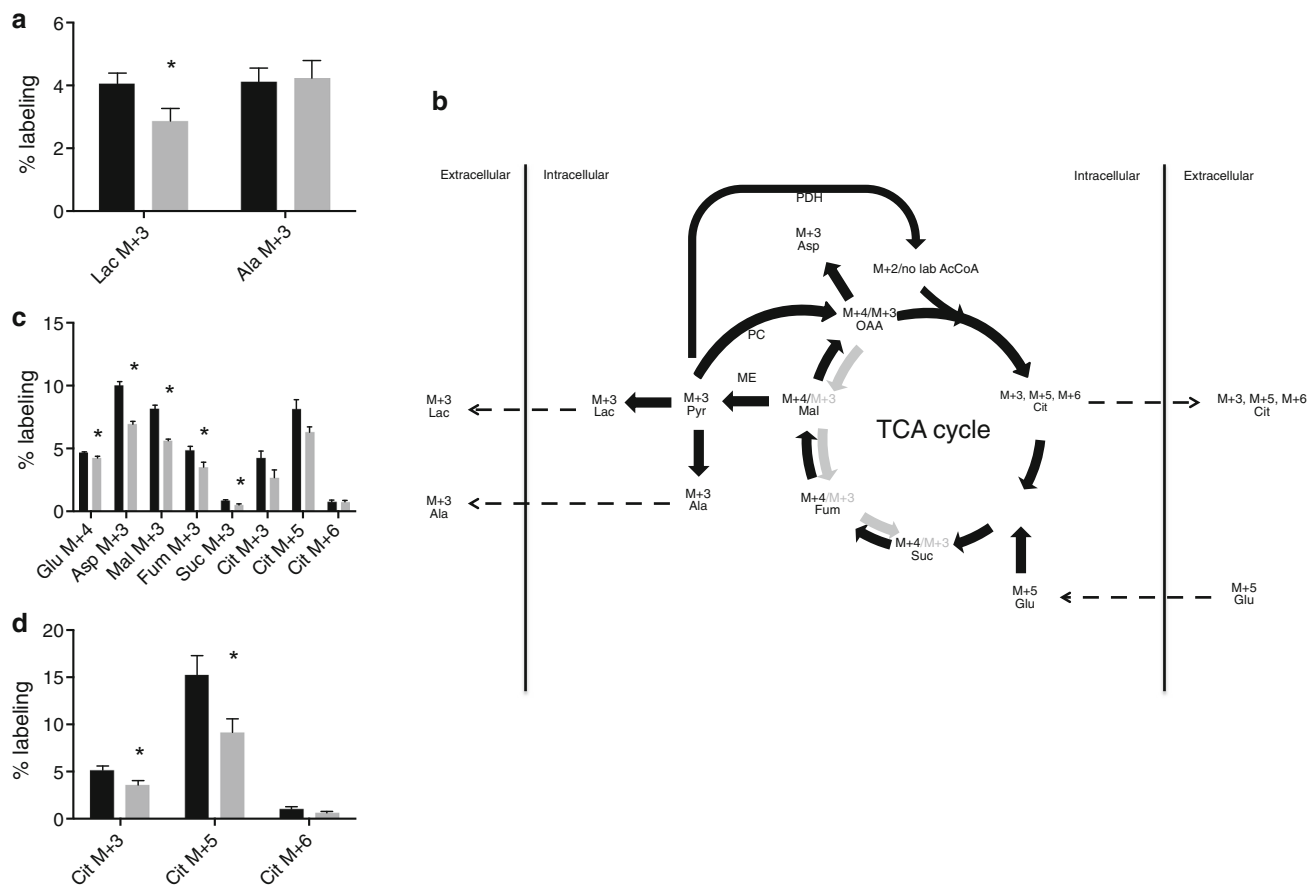 a
6
4
2
0
% labeling
*
Lac M+3
Ala M+3
b
Extracellular
Intracellular
Intracellular
Extracellular
PDH
M+3
Asp
M+2/no lab AcCoA
M+4/M+3
OAA
PC
ME
M+3
Lac
M+3
Lac
M+3
Pyr
M+4/M+3
Mal
TCA cycle
M+3, M+5, M+6
Cit
M+3, M+5, M+6
Cit
M+3
Ala
M+3
Ala
M+4/M+3
Fum
M+4/M+3
Suc
M+5
Glu
M+5
Glu
c
15
10
5
0
% labeling
*
*
*
*
*
Glu M+4
Asp M+3
Mal M+3
Fum M+3
Suc M+3
Cit M+3
Cit M+5
Cit M+6
d
20
15
10
5
0
% labeling
*
*
Cit M+3
Cit M+5
Cit M+6